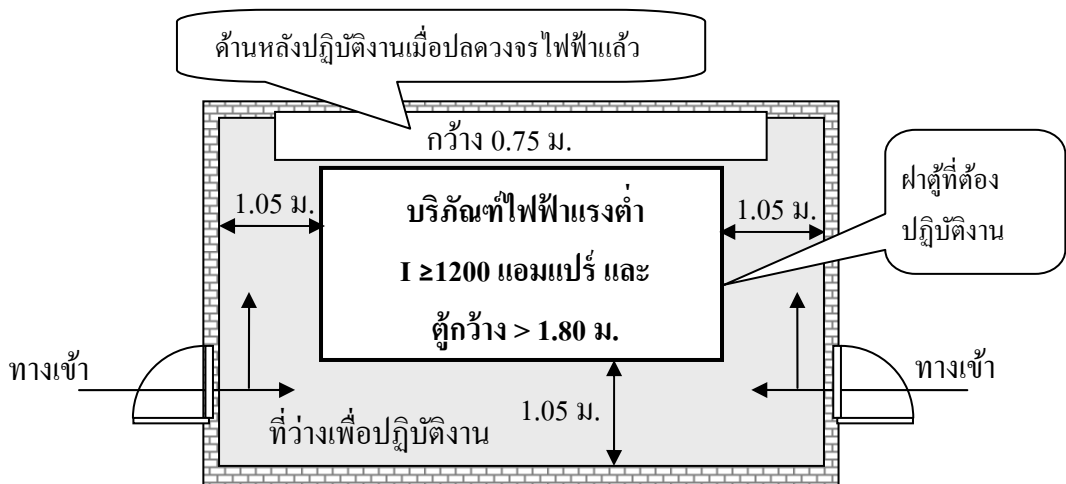 ด้านหลังปฏิบัติงานเมื่อปลดวงจรไฟฟ้าแล้ว
กว้าง 0.75 ม.
1.05 ม.
บริภัณฑ์ไฟฟ้าแรงต่ำ
I ≥1200 แอมแปร์ และ
ตู้กว้าง > 1.80 ม.
1.05 ม.
ฝาตู้ที่ต้อง
ปฏิบัติงาน
ทางเข้า
ทางเข้า
1.05 ม.
ที่ว่างเพื่อปฏิบัติงาน